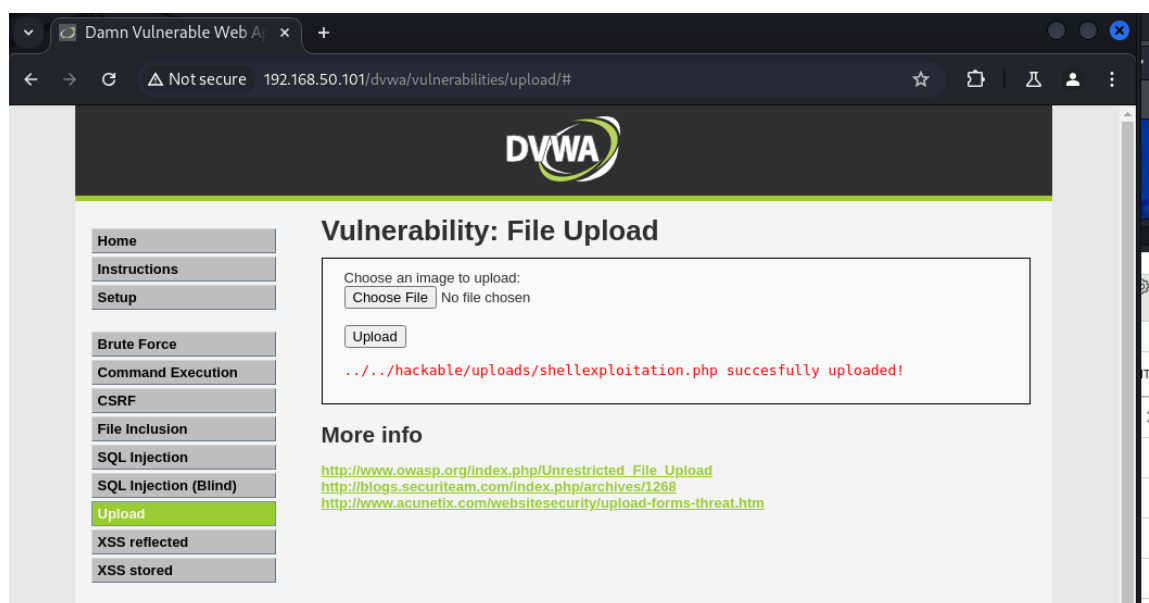 Damn Vulnerable Web Ap
Not secure 192.168.50.101/dvwa/vulnerabilities/upload/#
DVWA
Home
Instructions
Setup
Brute Force
Command Execution
CSRF
File Inclusion
SQL Injection
SQL Injection (Blind)
Upload
XSS reflected
XSS stored
Vulnerability: File Upload
Choose an image to upload:
Choose File No file chosen
Upload
../../hackable/uploads/shellexploitation.php succesfully uploaded!
More info
http://www.owasp.org/index.php/Unrestricted_File_Upload
http://blogs.securiteam.com/index.php/archives/1268
http://www.acunetix.com/websitesecurity/upload-forms-threat.htm